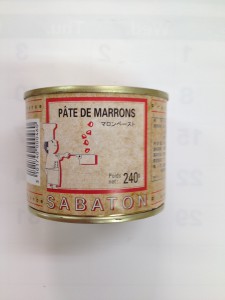 PÂTE DE MARRONS
マロンペースト
Poids
net: 240g
SABATON